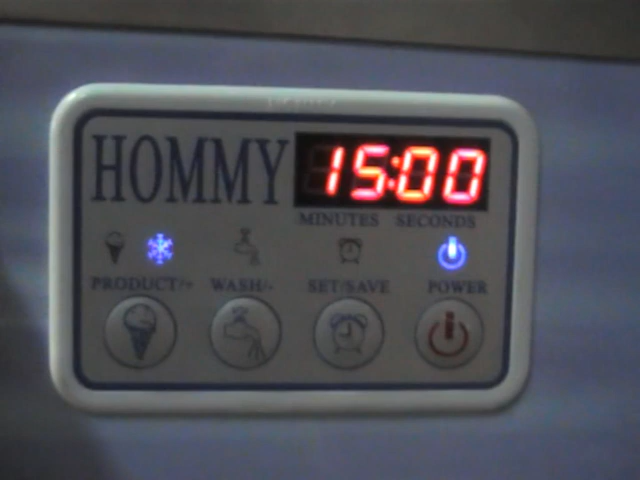 HOMMY 15:00
MINUTES SECONDS
PRODUCT/+ WASH/- SET/SAVE POWER